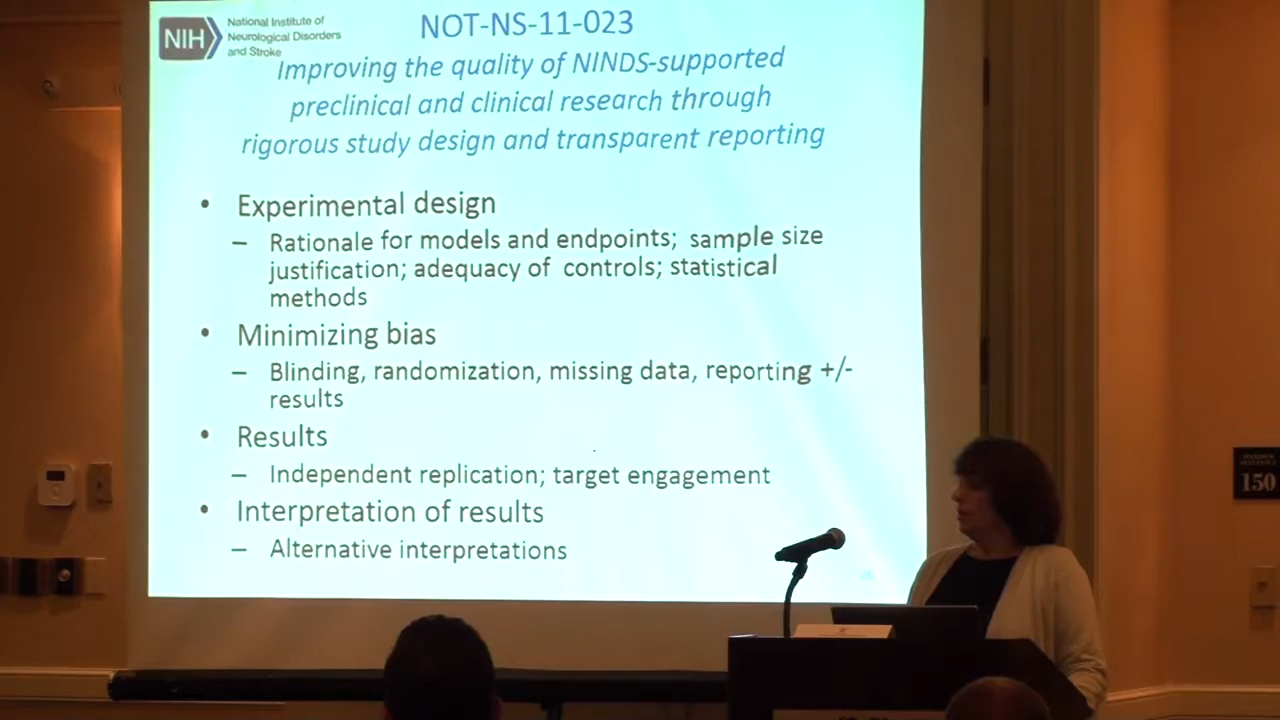 NIH
National Institute of
Neurological Disorders
and Stroke
NOT-NS-11-023
Improving the quality of NINDS-supported
preclinical and clinical research through
rigorous study design and transparent reporting
• Experimental design
– Rationale for models and endpoints; sample size
justification; adequacy of controls; statistical
methods
• Minimizing bias
– Blinding, randomization, missing data, reporting +/-
results
• Results
– Independent replication; target engagement
• Interpretation of results
– Alternative interpretations
150